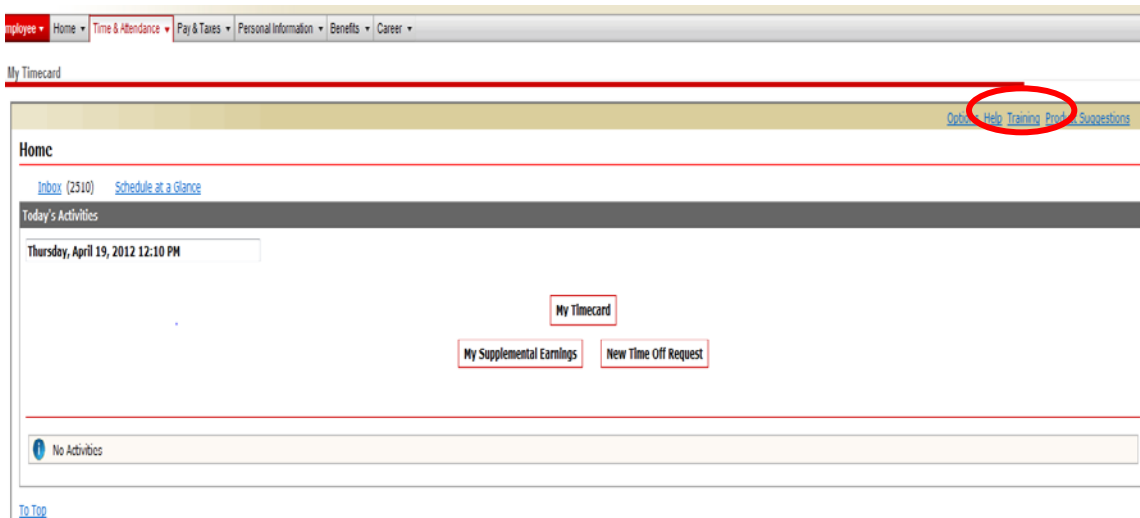 mployee Home Time & Attendance Pay & Taxes Personal Information Benefits Career
My Timecard
Options Help Training Product Suggestions
Home
Inbox (2510) Schedule at a Glance
Today's Activities
Thursday, April 19, 2012 12:10 PM
My Timecard
My Supplemental Earnings New Time Off Request
No Activities
To Top